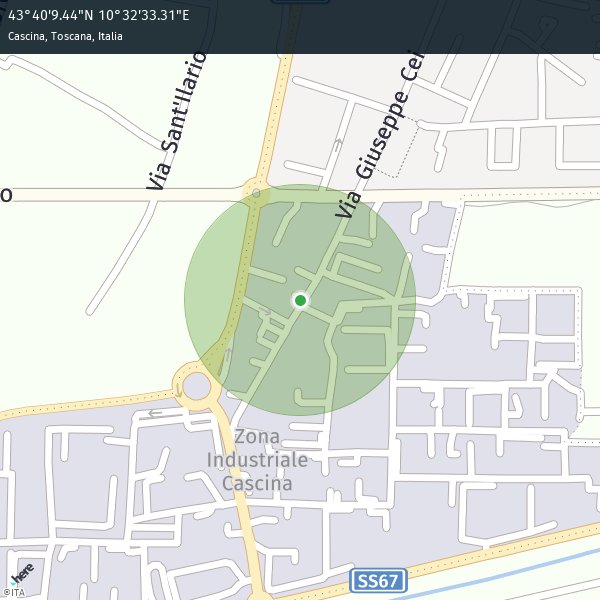 43°40'9.44"N 10°32'33.31"E
Cascina, Toscana, Italia
Via Sant'Ilario
Via Giuseppe Cei
o
Zona
Industriale
Cascina
SS67
here
©ITA